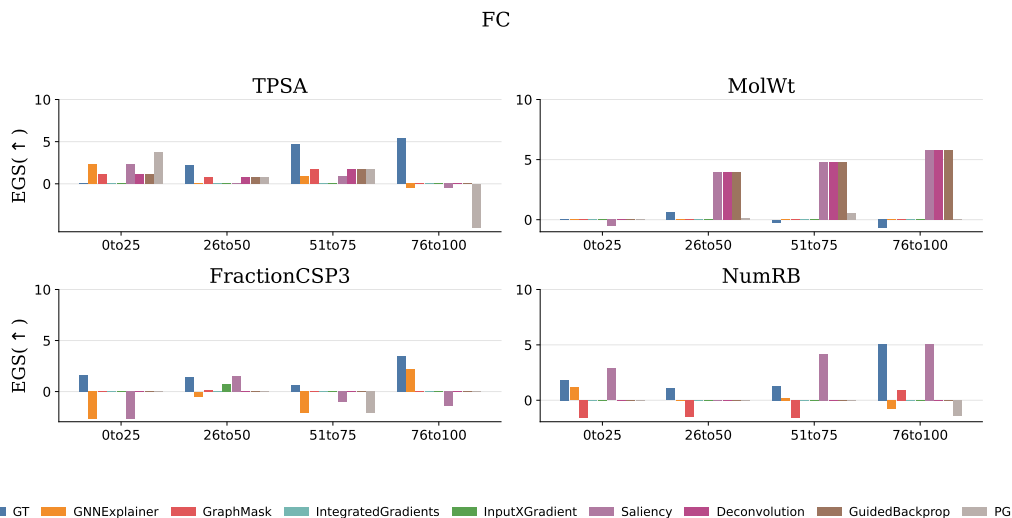 FC
TPSA
MolWt
10
5
0
EGS( ↑ )
0to25 26to50 51to75 76to100
10
5
0
0to25 26to50 51to75 76to100
FractionCSP3
NumRB
10
5
0
EGS( ↑ )
0to25 26to50 51to75 76to100
10
5
0
0to25 26to50 51to75 76to100
GT GNNExplainer GraphMask IntegratedGradients InputXGradient Saliency Deconvolution GuidedBackprop PG